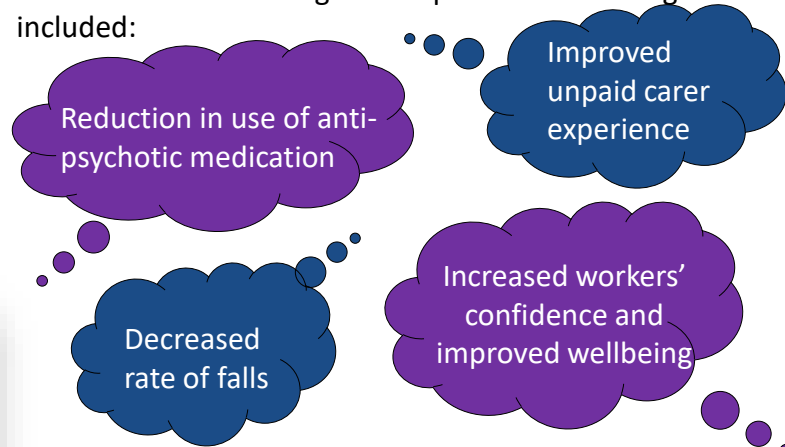 included:
Reduction in use of anti-
psychotic medication
Improved
unpaid carer
experience
Decreased
rate of falls
Increased workers’
confidence and
improved wellbeing